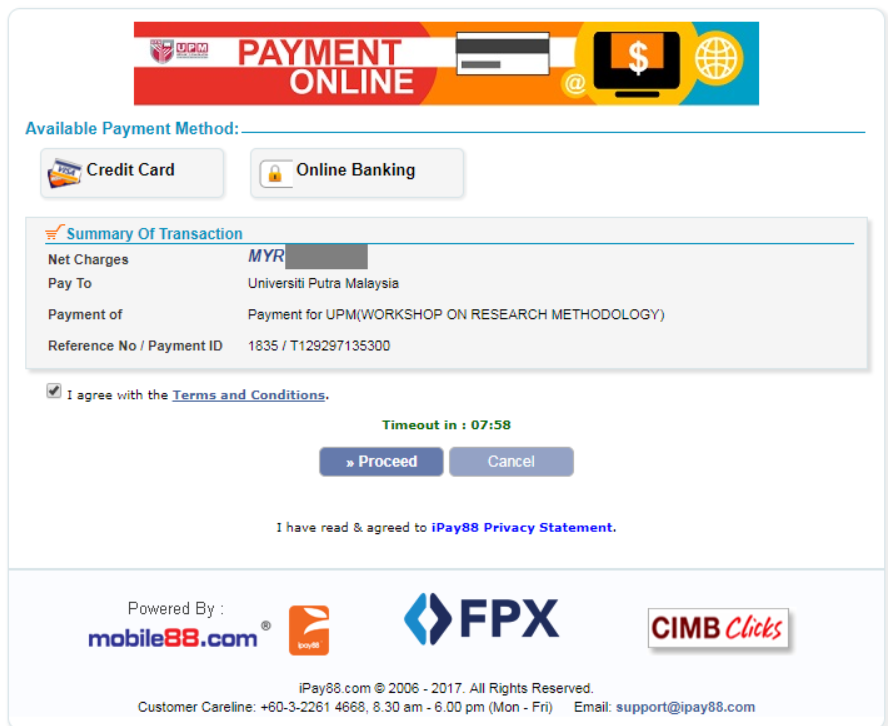 UPM
PAYMENT
ONLINE
$
@
Available Payment Method:
VISA
Credit Card
Online Banking
Summary Of Transaction
Net Charges MYR
Pay To Universiti Putra Malaysia
Payment of Payment for UPM(WORKSHOP ON RESEARCH METHODOLOGY)
Reference No / Payment ID 1835 / T129297135300
I agree with the Terms and Conditions.
Timeout in : 07:58
» Proceed
Cancel
I have read & agreed to iPay88 Privacy Statement.
Powered By :
mobile88.com®
ipay88
FPX
CIMB Clicks
iPay88.com © 2006 - 2017. All Rights Reserved.
Customer Careline: +60-3-2261 4668, 8.30 am - 6.00 pm (Mon - Fri) Email: support@ipay88.com